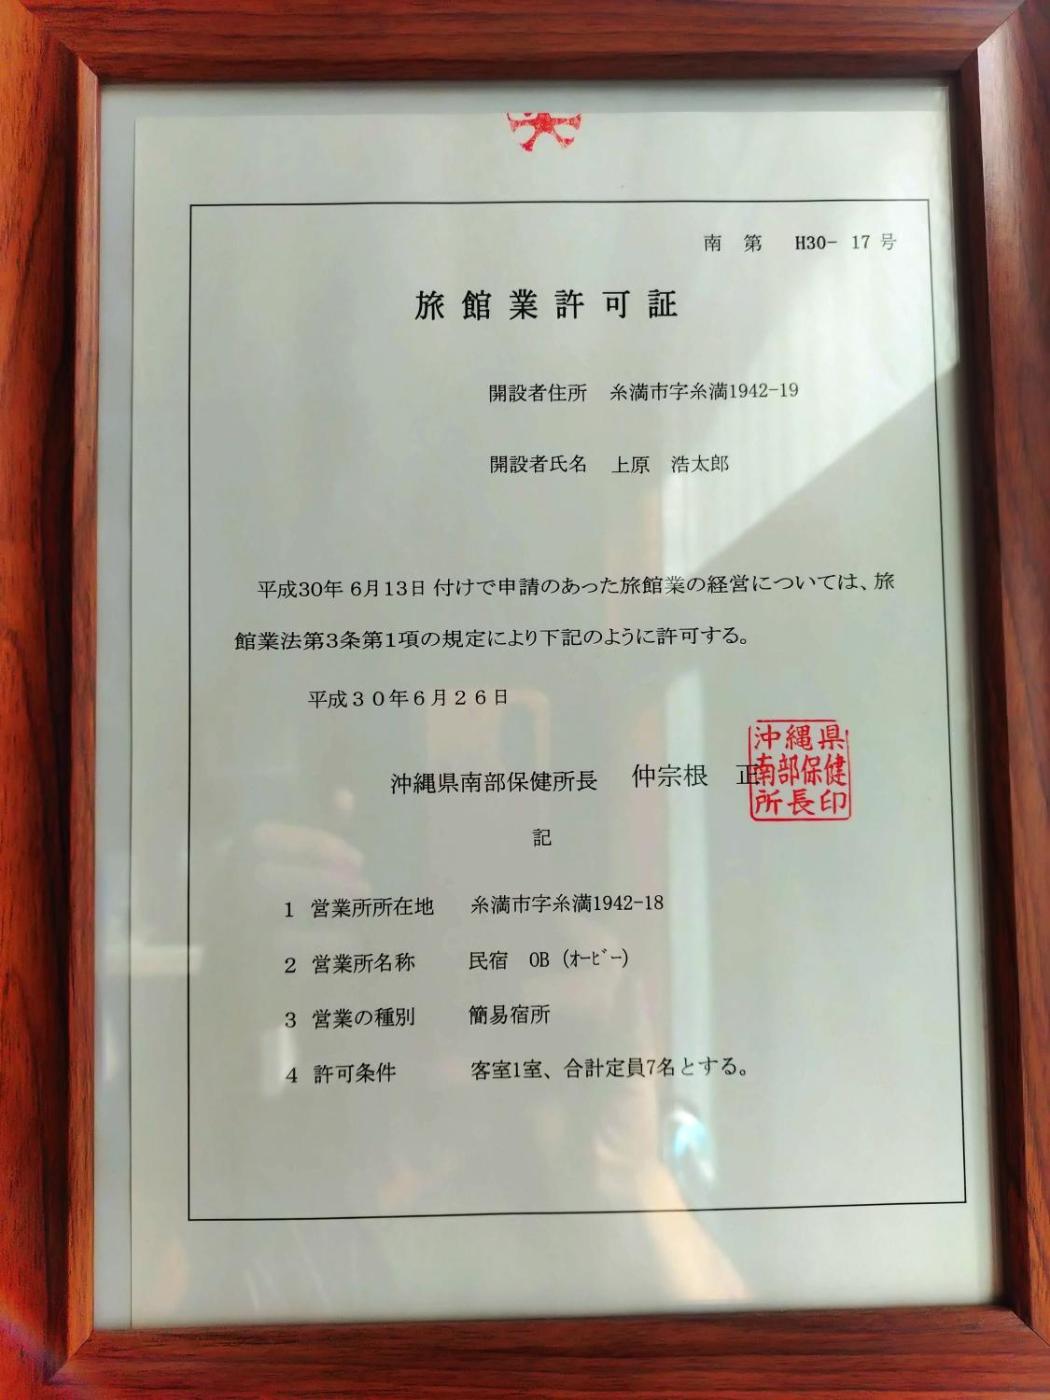 南 第 H30- 17 号
旅館業許可証
開設者住所 糸満市字糸満1942-19
開設者氏名 上原 浩太郎
平成30年 6月13日 付けで申請のあった旅館業の経営については、旅
館業法第3条第1項の規定により下記のように許可する。
平成30年6月26日
沖縄県南部保健所長 仲宗根 正
沖縄県
南部保健
所長印
記
1 営業所所在地 糸満市字糸満1942-18
2 営業所名称 民宿 OB (ｵｰﾋﾞｰ)
3 営業の種別 簡易宿所
4 許可条件 客室1室、合計定員7名とする。